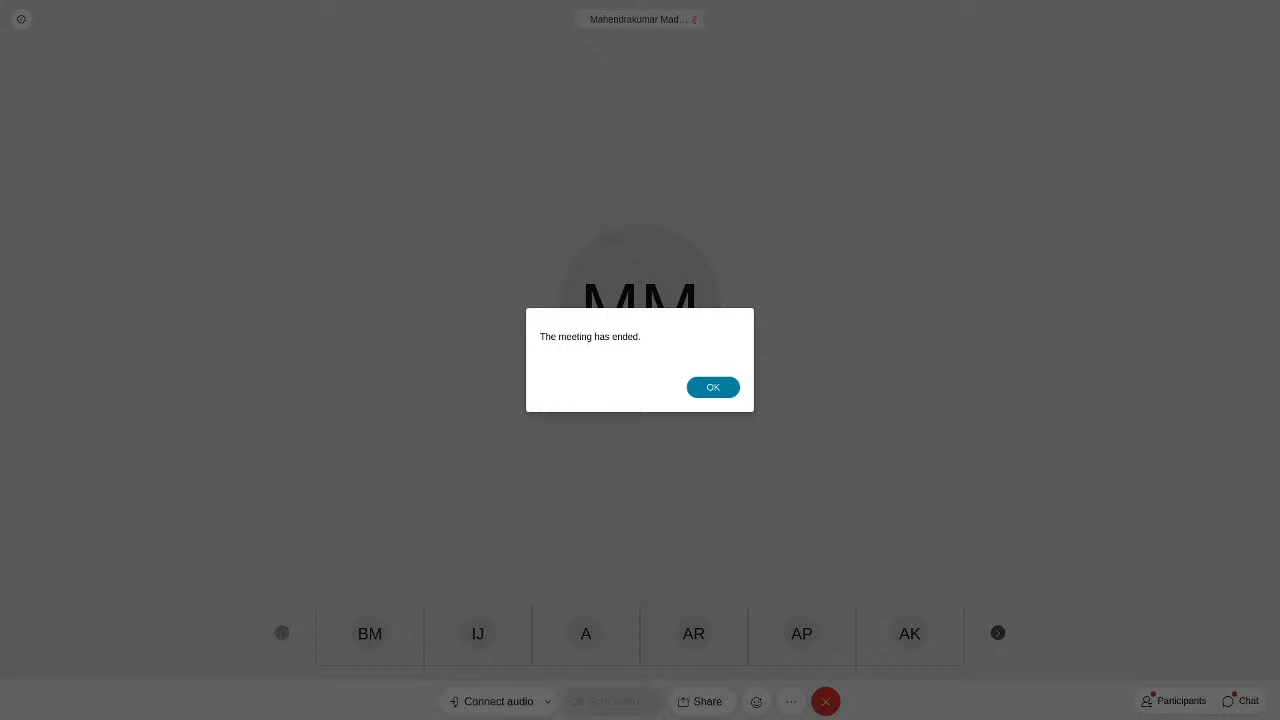 Mahendrakumar Mad...
MM
The meeting has ended.
OK
BM
IJ
A
AR
AP
AK
Connect audio
Share
Participants
Chat